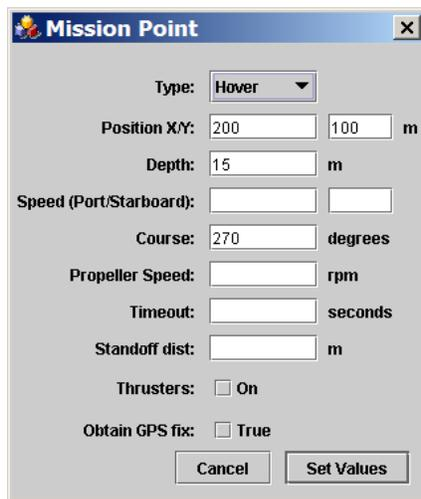 Mission Point
Type: Hover
Position X/Y: 200 100 m
Depth: 15 m
Speed (Port/Starboard):
Course: 270 degrees
Propeller Speed: rpm
Timeout: seconds
Standoff dist: m
Thrusters: On
Obtain GPS fix: True
Cancel Set Values